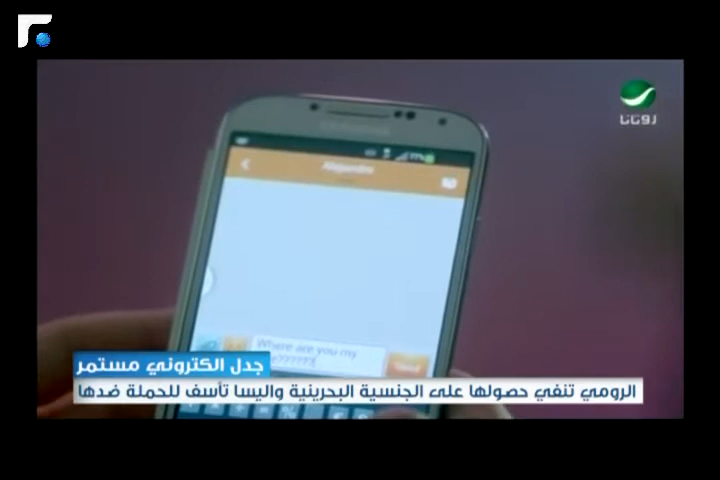 روتانا
Alejandro
Where are you my
??????
Send
جدل الكتروني مستمر
الرومي تنفي حصولها على الجنسية البحرينية واليسا تأسف للحملة ضدها